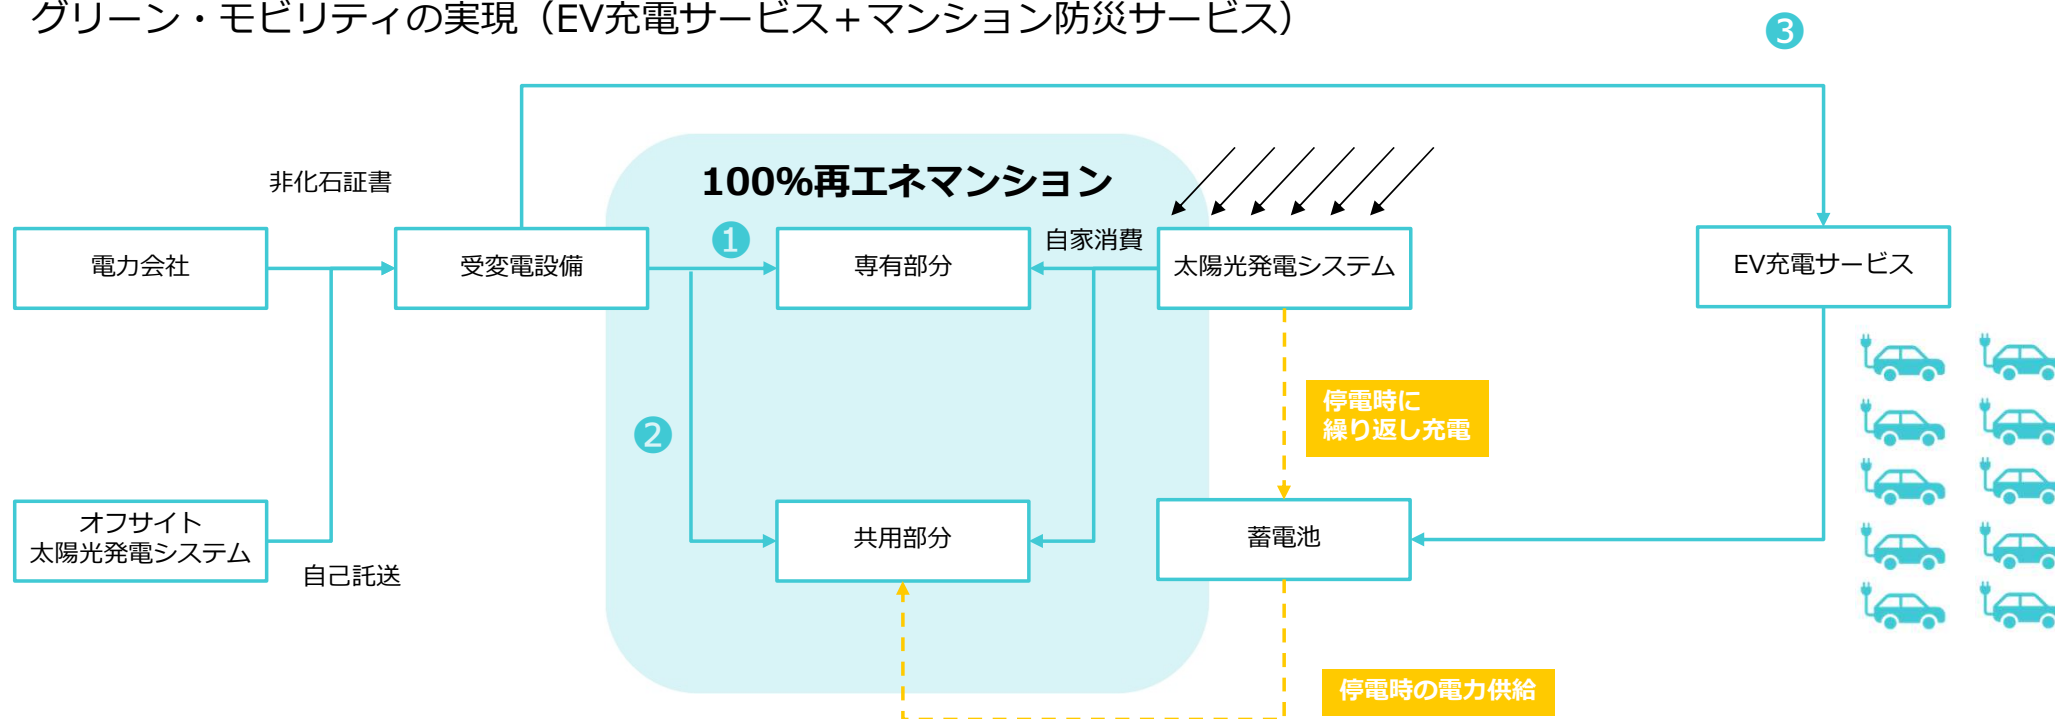 グリーン・モビリティの実現（EV充電サービス＋マンション防災サービス）
❸
非化石証書
100%再エネマンション
❶
自家消費
電力会社
受変電設備
専有部分
太陽光発電システム
EV充電サービス
停電時に
繰り返し充電
❷
オフサイト
太陽光発電システム
共用部分
蓄電池
自己託送
停電時の電力供給